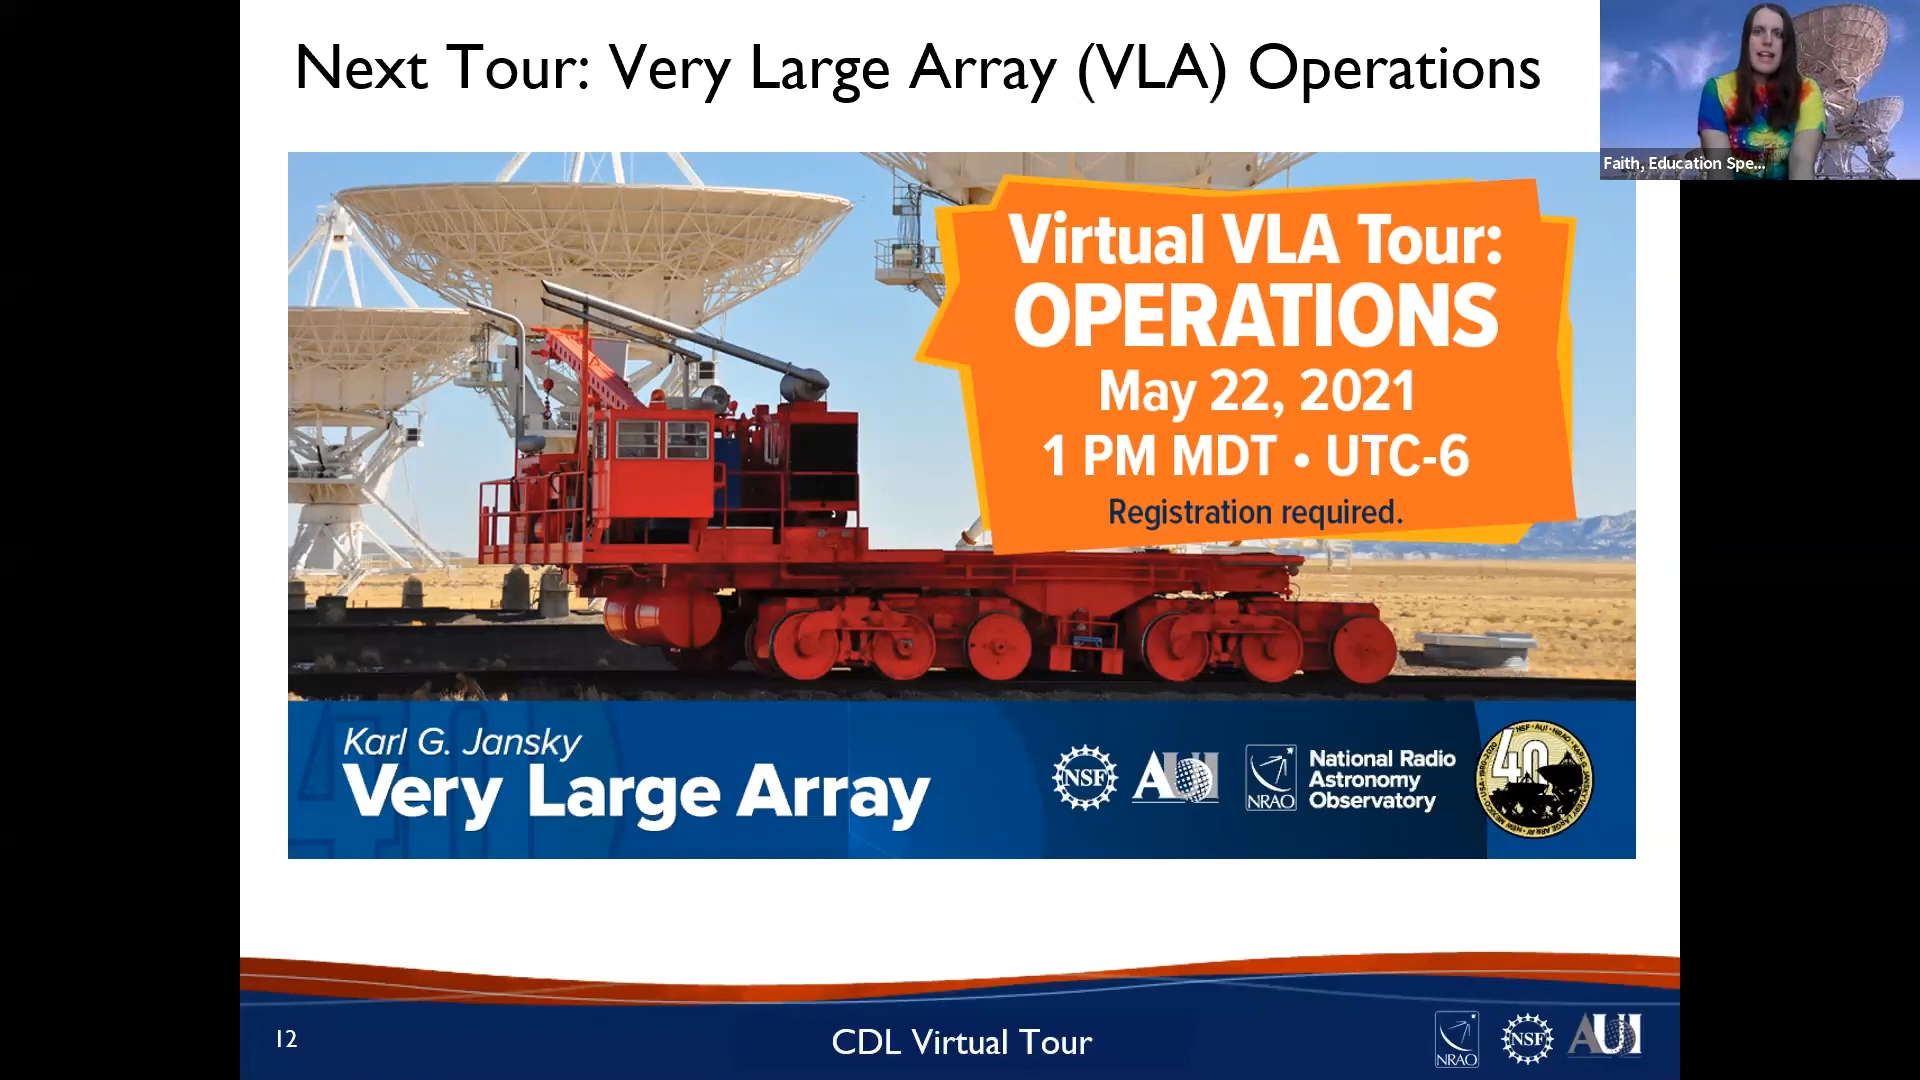 Next Tour: Very Large Array (VLA) Operations
Faith, Education Spe...
Virtual VLA Tour:
OPERATIONS
May 22, 2021
1 PM MDT • UTC-6
Registration required.
Karl G. Jansky
Very Large Array
NSF
AUI
NRAO
National Radio
Astronomy
Observatory
40
12
CDL Virtual Tour
NRAO
NSF
AUI